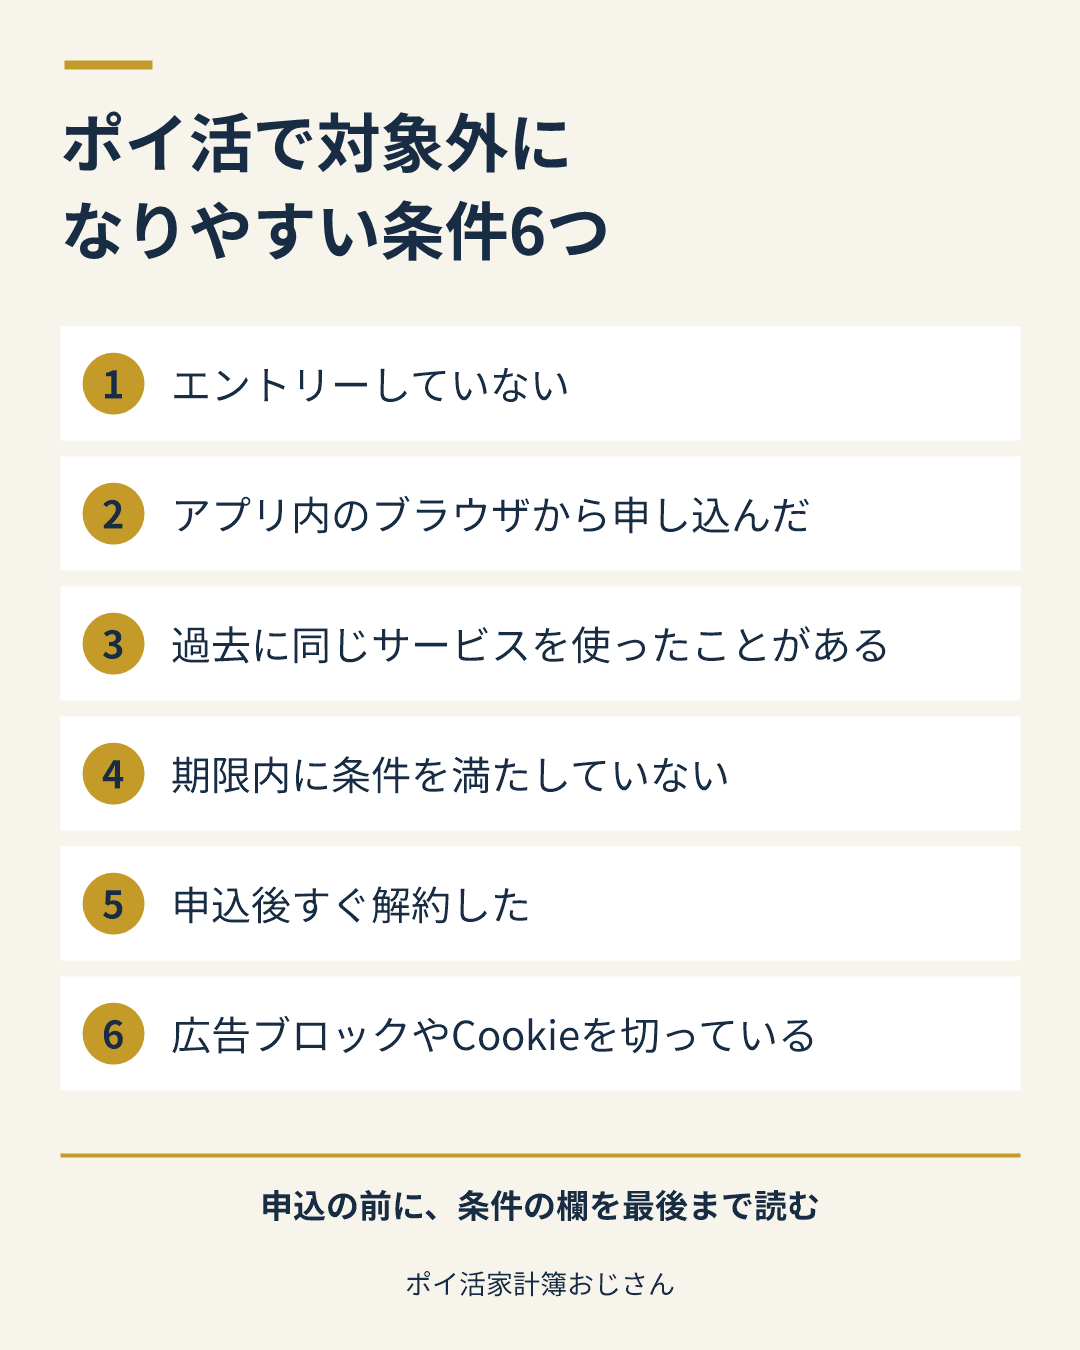 ポイ活で対象外に
なりやすい条件6つ
1 エントリーしていない
2 アプリ内のブラウザから申し込んだ
3 過去に同じサービスを使ったことがある
4 期限内に条件を満たしていない
5 申込後すぐ解約した
6 広告ブロックやCookieを切っている
申込の前に、条件の欄を最後まで読む
ポイ活家計簿おじさん